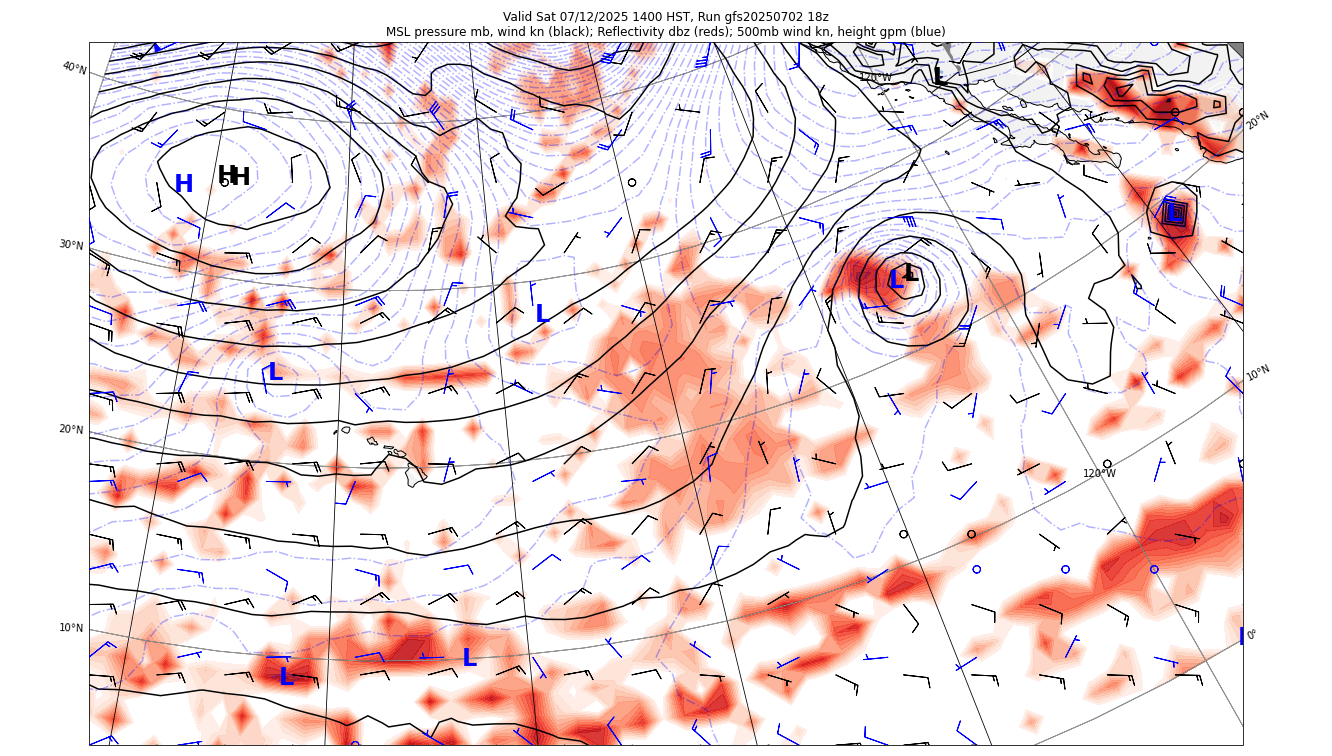 Valid Sat 07/12/2025 1400 HST, Run gfs20250702 18z
MSL pressure mb, wind kn (black); Reflectivity dbz (reds); 500mb wind kn, height gpm (blue)
40°N
120°W
L
20°N
H
H
H
L
30°N
L
L
L
L
10°N
20°N
120°W
10°N
L
L
0°